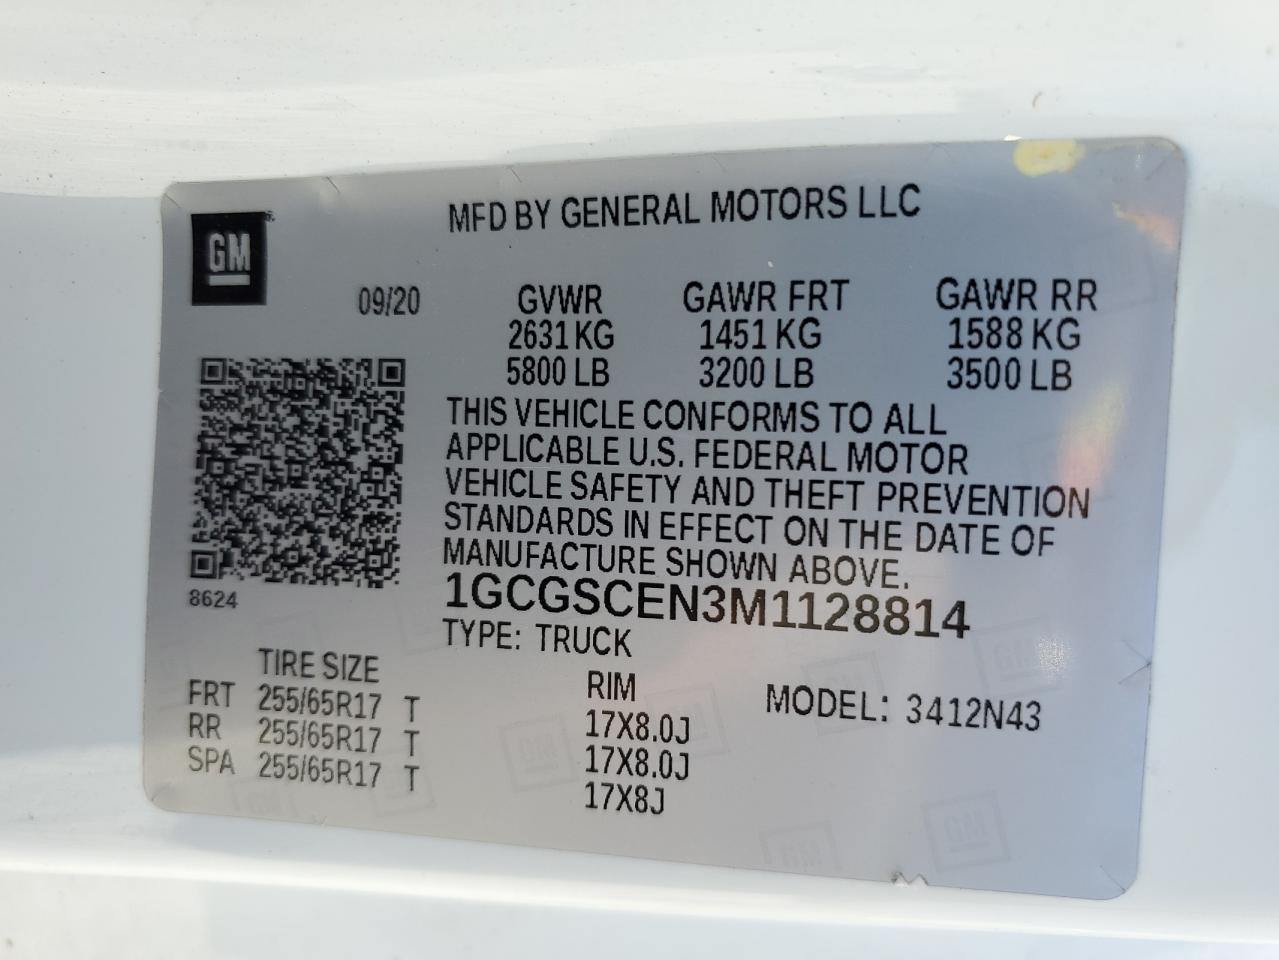 MFD BY GENERAL MOTORS LLC
GM
09/20
GVWR GAWR FRT GAWR RR
2631 KG 1451 KG 1588 KG
5800 LB 3200 LB 3500 LB
THIS VEHICLE CONFORMS TO ALL
APPLICABLE U.S. FEDERAL MOTOR
VEHICLE SAFETY AND THEFT PREVENTION
STANDARDS IN EFFECT ON THE DATE OF
MANUFACTURE SHOWN ABOVE.
8624
1GCGSCEN3M1128814
TYPE: TRUCK
TIRE SIZE RIM MODEL: 3412N43
FRT 255/65R17 T 17X8.0J
RR 255/65R17 T 17X8.0J
SPA 255/65R17 T 17X8J